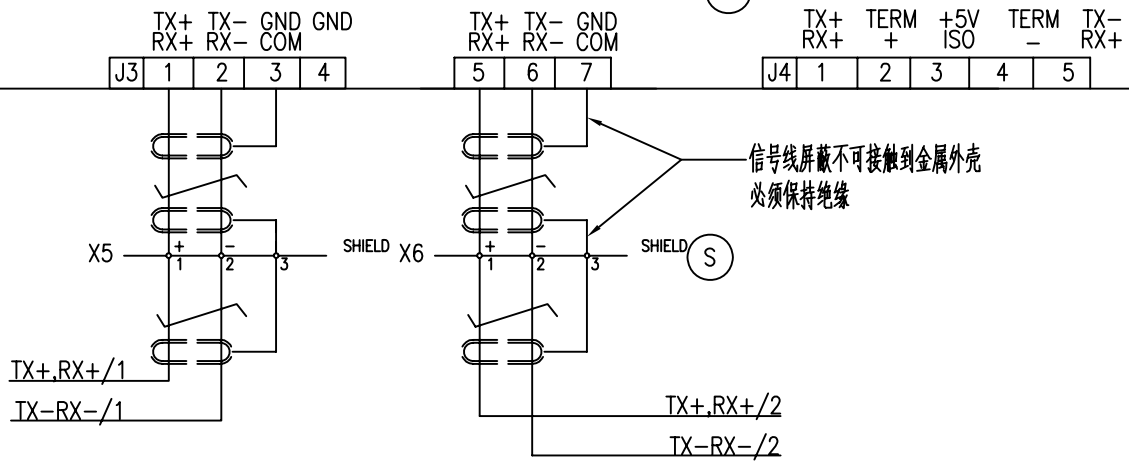 TX+ TX- GND GND
RX+ RX- COM
J3 1 2 3 4
TX+ TX- GND
RX+ RX- COM
5 6 7
TX+ TERM +5V TERM TX-
RX+ + ISO - RX+
J4 1 2 3 4 5
信号线屏蔽不可接触到金属外壳
必须保持绝缘
X5 + - SHIELD
1 2 3
X6 + - SHIELD S
1 2 3
TX+,RX+/1
TX-RX-/1
TX+,RX+/2
TX-RX-/2